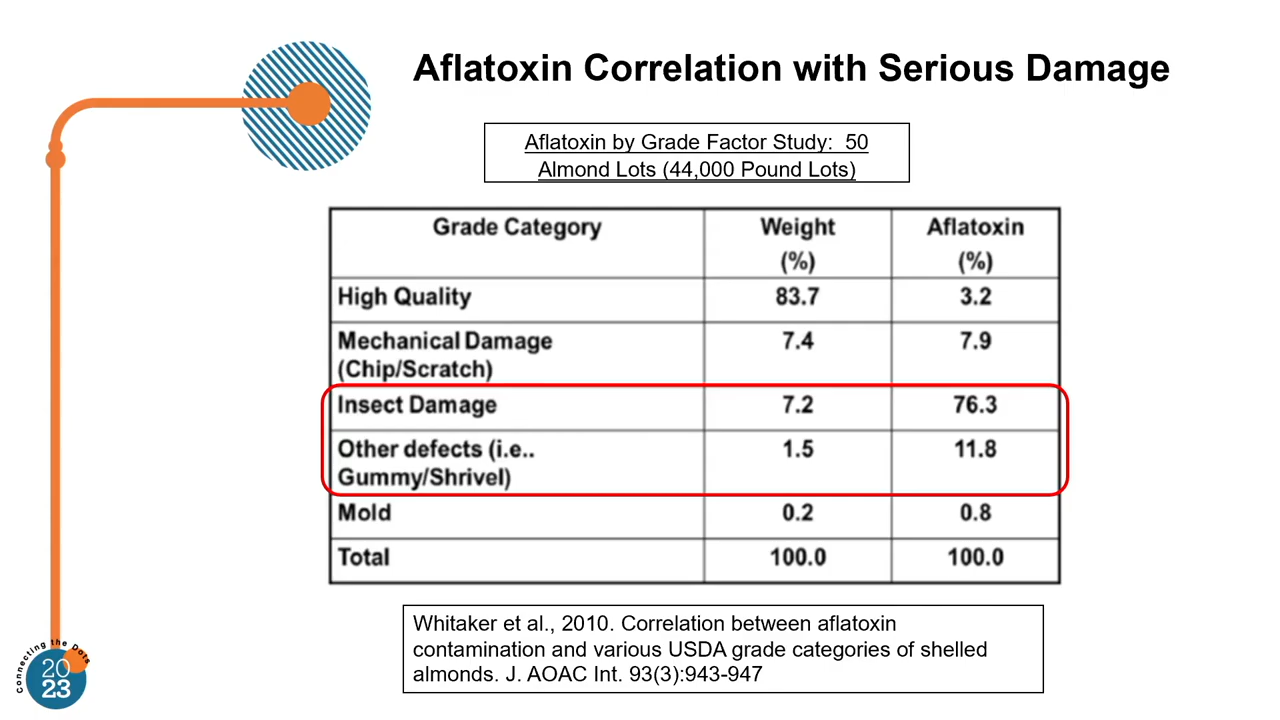 Aflatoxin Correlation with Serious Damage
Aflatoxin by Grade Factor Study: 50
Almond Lots (44,000 Pound Lots)
Grade Category Weight Aflatoxin
(%) (%)
High Quality 83.7 3.2
Mechanical Damage 7.4 7.9
(Chip/Scratch)
Insect Damage 7.2 76.3
Other defects (i.e.. 1.5 11.8
Gummy/Shrivel)
Mold 0.2 0.8
Total 100.0 100.0
Whitaker et al., 2010. Correlation between aflatoxin
contamination and various USDA grade categories of shelled
almonds. J. AOAC Int. 93(3):943-947
Connecting the Dots
20
23